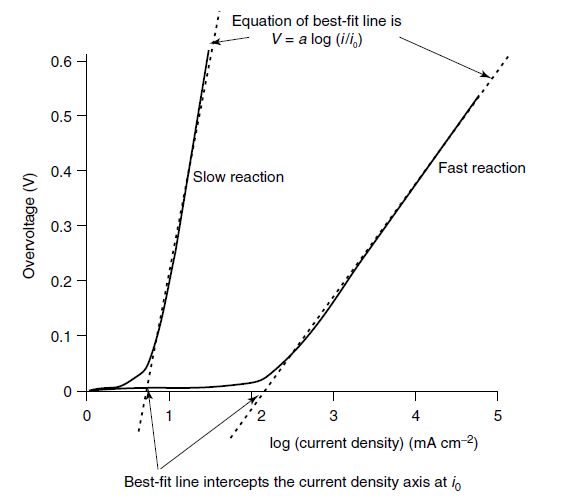 Equation of best-fit line is
V = a log (i/i₀)
0.6
0.5
0.4
0.3
0.2
0.1
0
Overvoltage (V)
Slow reaction
Fast reaction
0
1
2
3
4
5
log (current density) (mA cm⁻²)
Best-fit line intercepts the current density axis at i₀